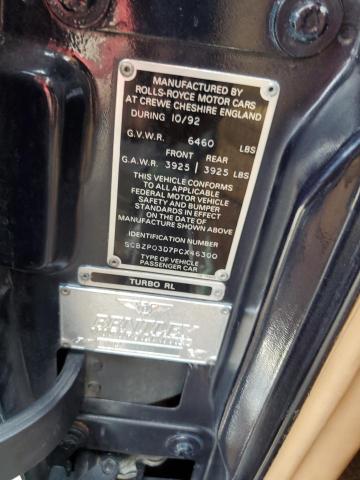 MANUFACTURED BY
ROLLS-ROYCE MOTOR CARS
AT CREWE CHESHIRE ENGLAND
DURING 10/92
G.V.W.R. 6460 LBS
FRONT REAR
G.A.W.R. 3925 | 3925 LBS
THIS VEHICLE CONFORMS
TO ALL APPLICABLE
FEDERAL MOTOR VEHICLE
SAFETY AND BUMPER
STANDARDS IN EFFECT
ON THE DATE OF
MANUFACTURE SHOWN ABOVE
IDENTIFICATION NUMBER
SCBZP03D7PCX46300
TYPE OF VEHICLE
PASSENGER CAR
TURBO RL
BENTLEY